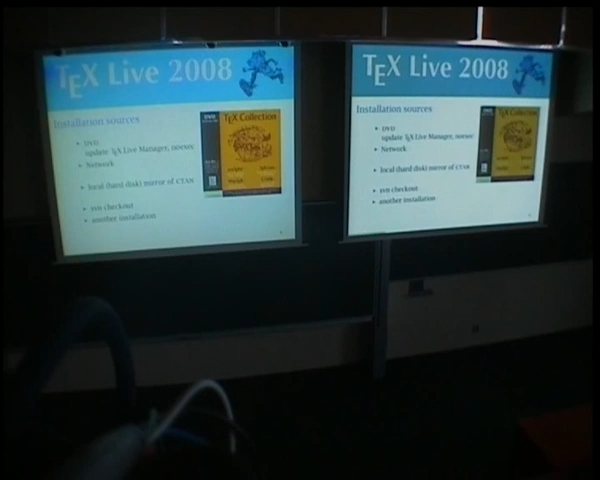 TEX Live 2008
Installation sources
DVD
update TEX Live Manager,
Network
local (hard disk) mirror of CTAN
svn checkout
another installation
DVD
TEX Collection
TEX Live 2008
Installation sources
DVD
update TEX Live Manager,
Network
local (hard disk) mirror of CTAN
svn checkout
another installation
DVD
TEX Collection